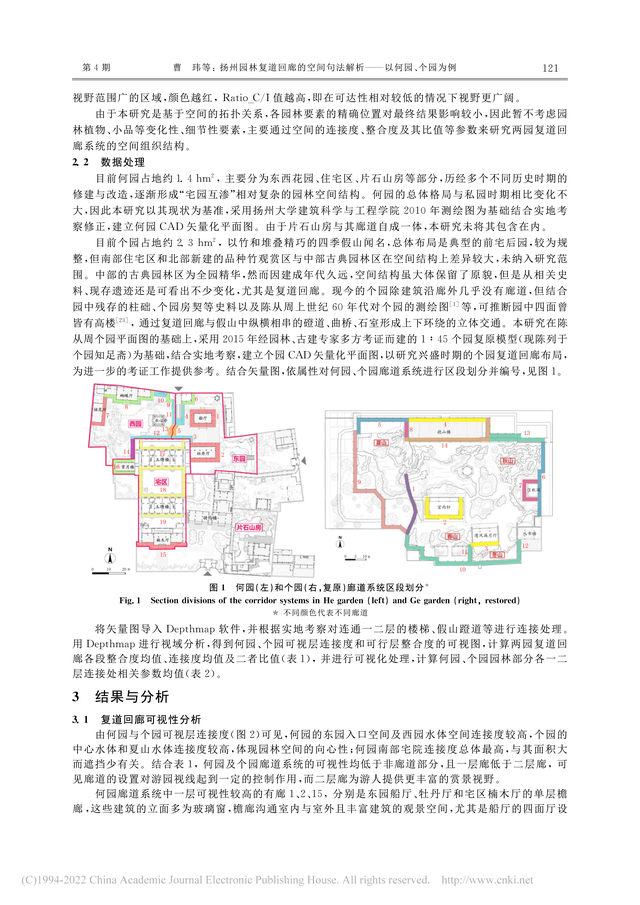 第 4 期
曹 玮等: 扬州园林复道回廊的空间句法解析——以何园、个园为例
121
视野范围广的区域,颜色越红, Ratio_C/I 值越高,即在可达性相对较低的情况下视野更广阔。
由于本研究是基于空间的拓扑关系,各园林要素的精确位置对最终结果影响较小,因此暂不考虑园
林植物、小品等变化性、细节性要素,主要通过空间的连接度、整合度及其比值等参数来研究两园复道回
廊系统的空间组织结构。
2. 2 数据处理
目前何园占地约 1. 4 hm², 主要分为东西花园、住宅区、片石山房等部分,历经多个不同历史时期的
修建与改造,逐渐形成“宅园互渗”相对复杂的园林空间结构。何园的总体格局与私园时期相比变化不
大,因此本研究以其现状为基准,采用扬州大学建筑科学与工程学院 2010 年测绘图为基础结合实地考
察修正,建立何园 CAD 矢量化平面图。由于片石山房与其廊道自成一体,本研究未将其包含在内。
目前个园占地约 2. 3 hm², 以竹和堆叠精巧的四季假山闻名,总体布局是典型的前宅后园,较为规
整,但南部住宅区和北部新建的品种竹观赏区与中部古典园林区在空间结构上差异较大,未纳入研究范
围。中部的古典园林区为全园精华,然而因建成年代久远,空间结构虽大体保留了原貌,但是从相关史
料、现存遗迹还是可看出不少变化,尤其是复道回廊。现今的个园除建筑沿廊外几乎没有廊道,但结合
园中残存的柱础、个园房契等史料以及陈从周上世纪 60 年代对个园的测绘图[1]等,可推断园中四面曾
皆有高楼[23], 通过复道回廊与假山中纵横相串的磴道、曲桥、石室形成上下环绕的立体交通。本研究在陈
从周个园平面图的基础上,采用 2015 年经园林、古建专家多方考证而建的 1∶45 个园复原模型(现陈列于
个园知足斋)为基础,结合实地考察,建立个园 CAD 矢量化平面图,以研究兴盛时期的个园复道回廊布局,
为进一步的考证工作提供参考。结合矢量图,依属性对何园、个园廊道系统进行区段划分并编号,见图 1。
西园
东园
宅区
片石山房
夏山
秋山
春山
冬山
图 1 何园(左)和个园(右,复原)廊道系统区段划分*
Fig. 1 Section divisions of the corridor systems in He garden (left) and Ge garden (right, restored)
* 不同颜色代表不同廊道
将矢量图导入 Depthmap 软件,并根据实地考察对连通一二层的楼梯、假山蹬道等进行连接处理。
用 Depthmap 进行视域分析,得到何园、个园可视层连接度和可行层整合度的可视图,计算两园复道回
廊各段整合度均值、连接度均值及二者比值(表 1), 并进行可视化处理,计算何园、个园园林部分各一二
层连接处相关参数均值(表 2)。
3 结果与分析
3. 1 复道回廊可视性分析
由何园与个园可视层连接度(图 2)可见,何园的东园入口空间及西园水体空间连接度较高,个园的
中心水体和夏山水体连接度较高,体现园林空间的向心性;何园南部宅院连接度总体最高,与其面积大
而遮挡少有关。结合表 1, 何园及个园廊道系统的可视性均低于非廊道部分,且一层廊低于二层廊, 可
见廊道的设置对游园视线起到一定的控制作用,而二层廊为游人提供更丰富的赏景视野。
何园廊道系统中一层可视性较高的有廊 1、2、15, 分别是东园船厅、牡丹厅和宅区楠木厅的单层檐
廊,这些建筑的立面多为玻璃窗,檐廊沟通室内与室外且丰富建筑的观景空间,尤其是船厅的四面厅设
(C)1994-2022 China Academic Journal Electronic Publishing House. All rights reserved. http://www.cnki.net